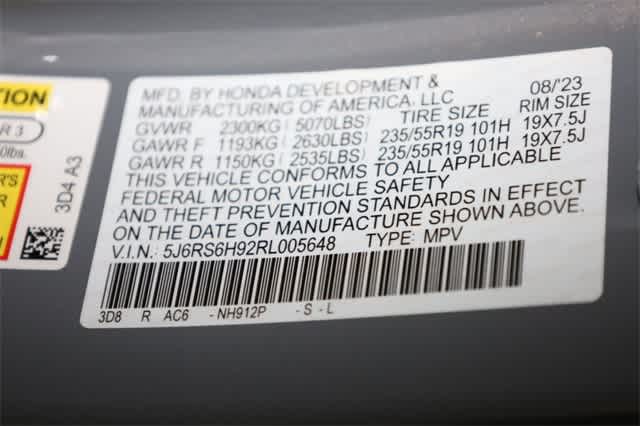 TION
R 3
0lbs.
R'S
R
3D4 A3
MFD. BY HONDA DEVELOPMENT &
MANUFACTURING OF AMERICA, LLC 08/'23
TIRE SIZE RIM SIZE
GVWR 2300KG( 5070LBS)
GAWR F 1193KG( 2630LBS) 235/55R19 101H 19X7.5J
GAWR R 1150KG( 2535LBS) 235/55R19 101H 19X7.5J
THIS VEHICLE CONFORMS TO ALL APPLICABLE
FEDERAL MOTOR VEHICLE SAFETY
AND THEFT PREVENTION STANDARDS IN EFFECT
ON THE DATE OF MANUFACTURE SHOWN ABOVE.
V.I.N.: 5J6RS6H92RL005648 TYPE: MPV
3D8 R AC6 - NH912P - S - L